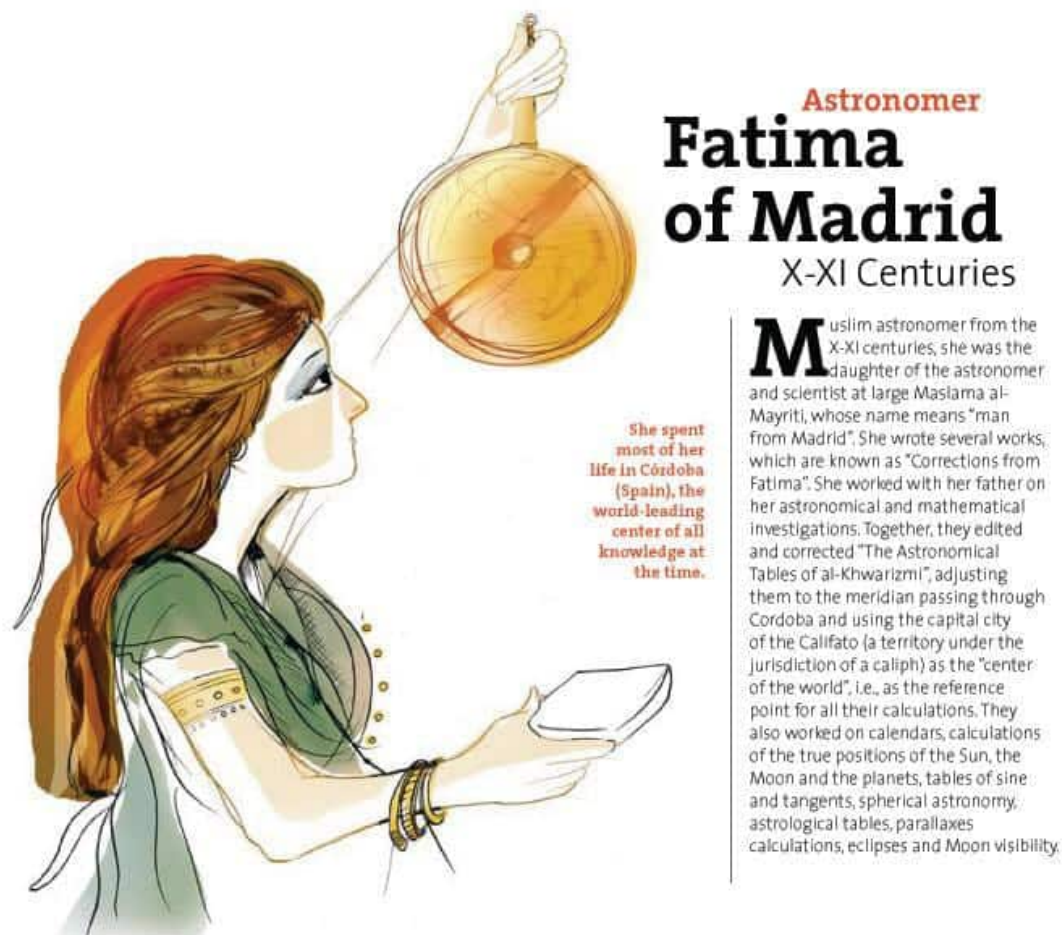 Astronomer
Fatima
of Madrid
X-XI Centuries
Muslim astronomer from the
X-XI centuries, she was the
daughter of the astronomer
and scientist at large Maslama al-
Mayriti, whose name means "man
from Madrid". She wrote several works,
which are known as "Corrections from
Fatima". She worked with her father on
her astronomical and mathematical
investigations. Together, they edited
and corrected "The Astronomical
Tables of al-Khwarizmi", adjusting
them to the meridian passing through
Cordoba and using the capital city
of the Califato (a territory under the
jurisdiction of a caliph) as the "center
of the world", i.e., as the reference
point for all their calculations. They
also worked on calendars, calculations
of the true positions of the Sun, the
Moon and the planets, tables of sine
and tangents, spherical astronomy,
astrological tables, parallaxes
calculations, eclipses and Moon visibility.
She spent
most of her
life in Córdoba
(Spain), the
world-leading
center of all
knowledge at
the time.